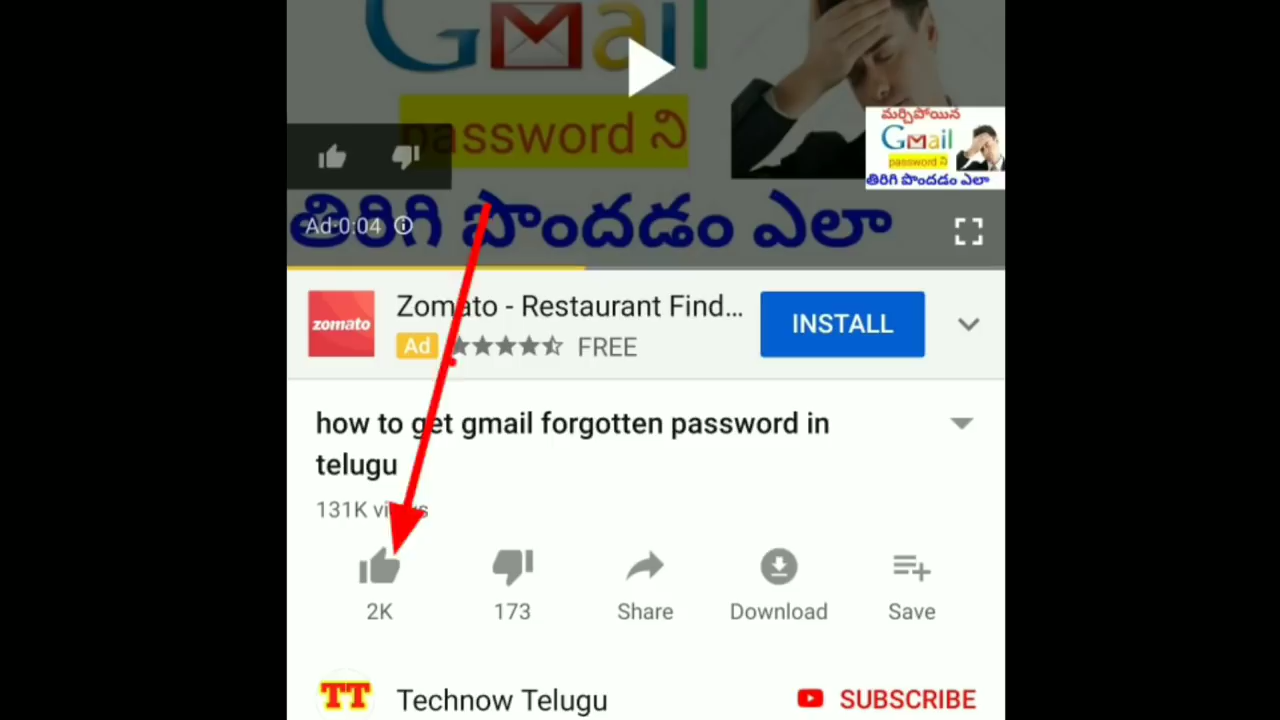 Gmail
password ని
మర్చిపోయిన
Gmail
password ని
తిరిగి పొందడం ఎలా
తిరిగి పొందడం ఎలా
Ad·0:04
zomato
Zomato - Restaurant Find...
Ad
FREE
INSTALL
how to get gmail forgotten password in
telugu
131K views
2K
173
Share
Download
Save
TT
Technow Telugu
SUBSCRIBE